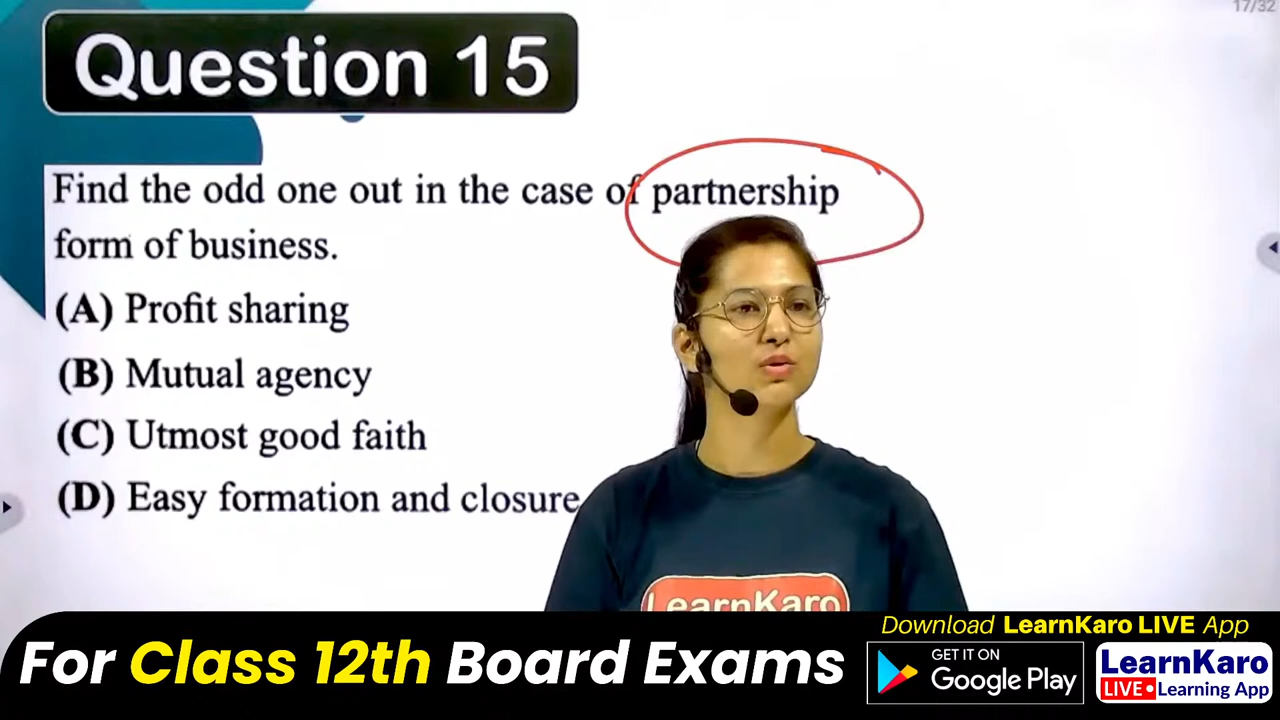 17/32
Question 15
Find the odd one out in the case of partnership
form of business.
(A) Profit sharing
(B) Mutual agency
(C) Utmost good faith
(D) Easy formation and closure
LearnKaro
For Class 12th Board Exams
Download LearnKaro LIVE App
GET IT ON
Google Play
LearnKaro
LIVE Learning App